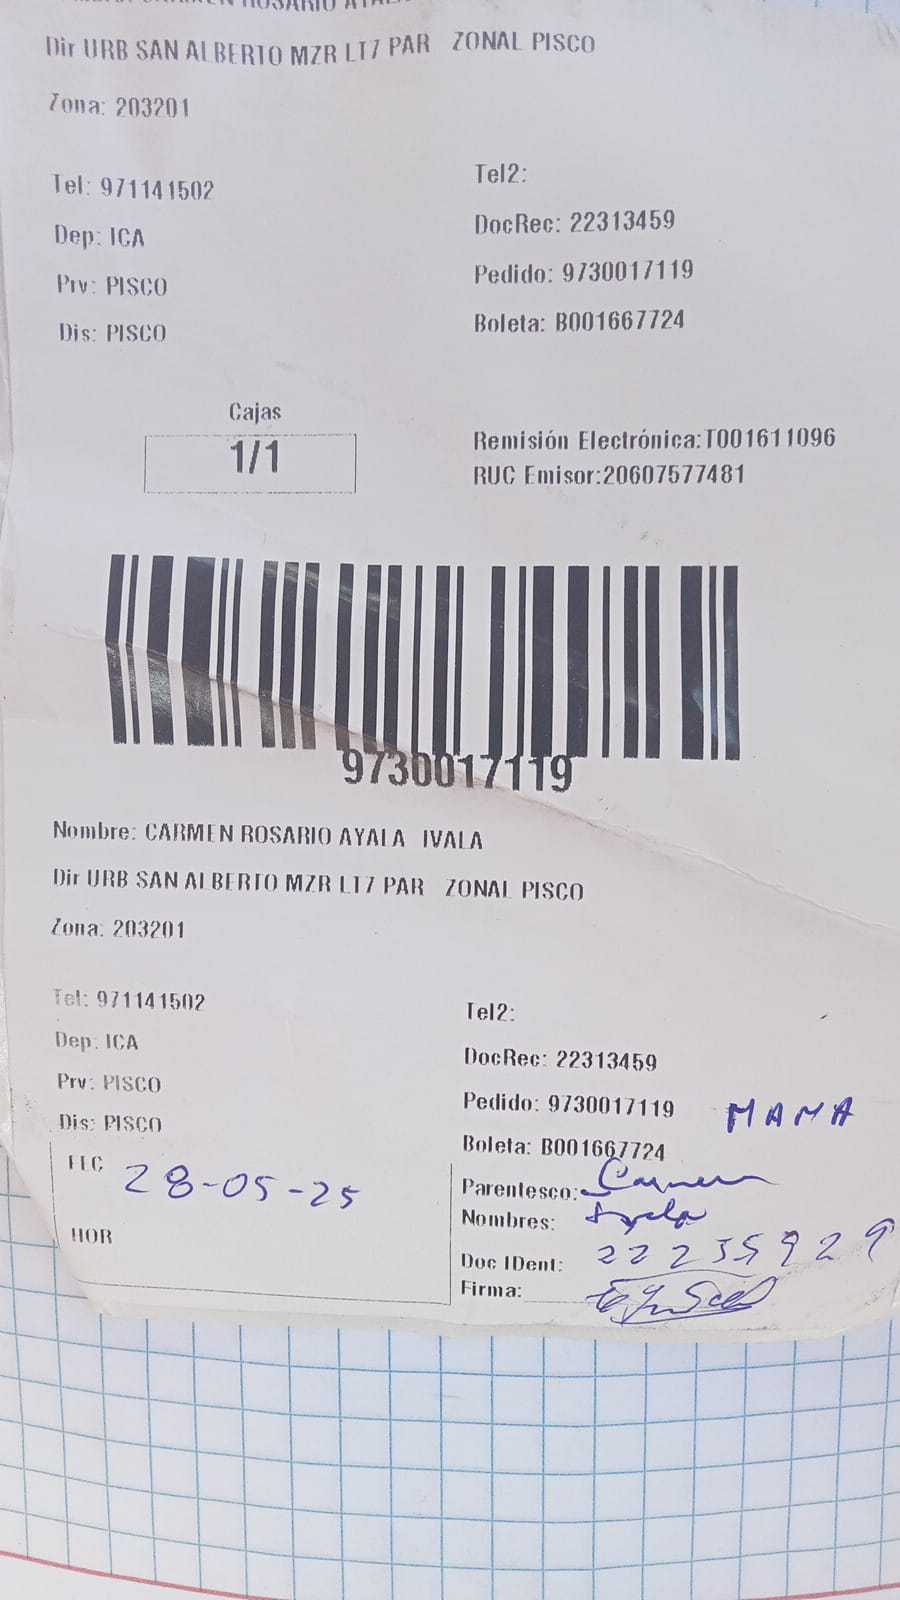 Dir URB SAN ALBERTO MZR LT7 PAR ZONAL PISCO
Zona: 203201
Tel: 971141502
Tel2:
Dep: ICA
DocRec: 22313459
Prv: PISCO
Pedido: 9730017119
Dis: PISCO
Boleta: B001667724
Cajas
1/1
Remisión Electrónica:T001611096
RUC Emisor:20607577481
9730017119
Nombre: CARMEN ROSARIO AYALA IVALA
Dir URB SAN ALBERTO MZR LT7 PAR ZONAL PISCO
Zona: 203201
Tel: 971141502
Tel2:
Dep: ICA
DocRec: 22313459
Prv: PISCO
Pedido: 9730017119 MAMA
Dis: PISCO
Boleta: B001667724
FEC 28-05-25
Parentesco: Carmen
Nombres: Ayala
HOR
Doc IDent: 22235929
Firma: